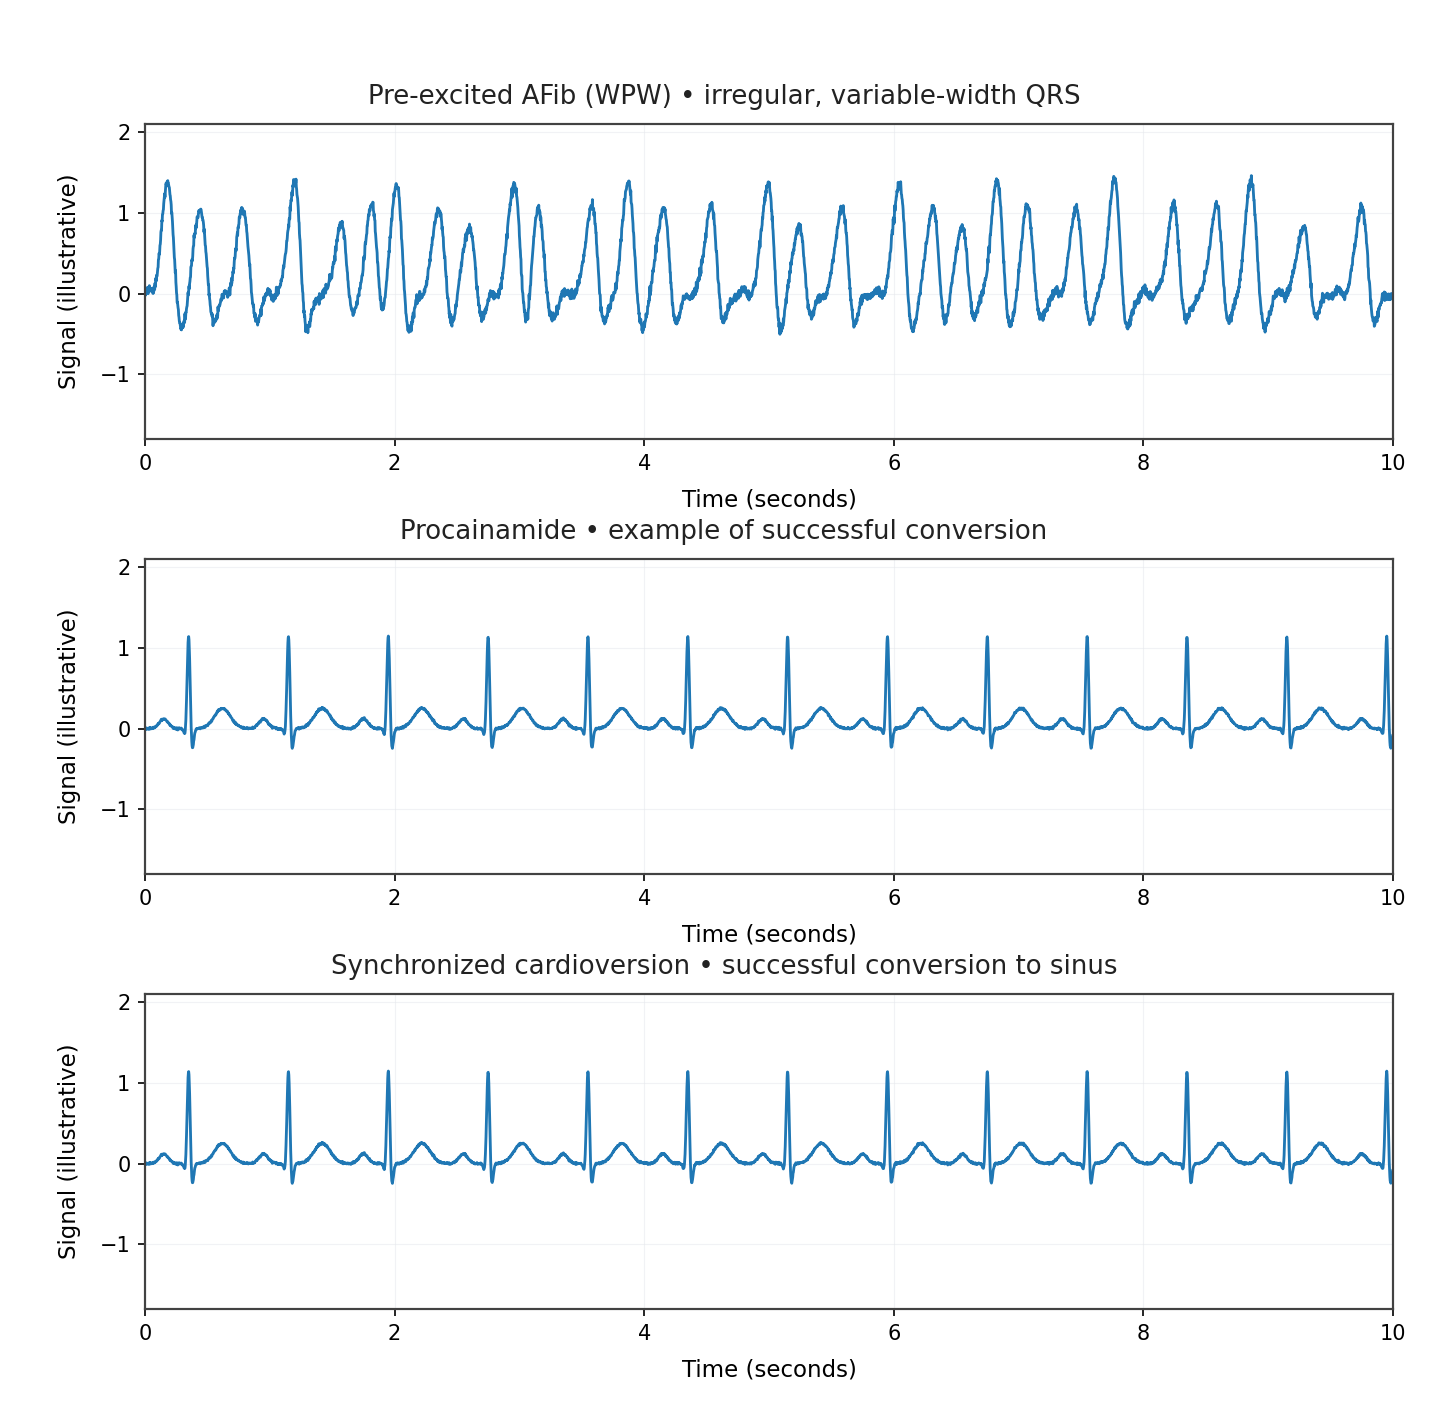 Pre-excited AFib (WPW) • irregular, variable-width QRS
2
1
0
−1
Signal (illustrative)
0 2 4 6 8 10
Time (seconds)
Procainamide • example of successful conversion
2
1
0
−1
Signal (illustrative)
0 2 4 6 8 10
Time (seconds)
Synchronized cardioversion • successful conversion to sinus
2
1
0
−1
Signal (illustrative)
0 2 4 6 8 10
Time (seconds)